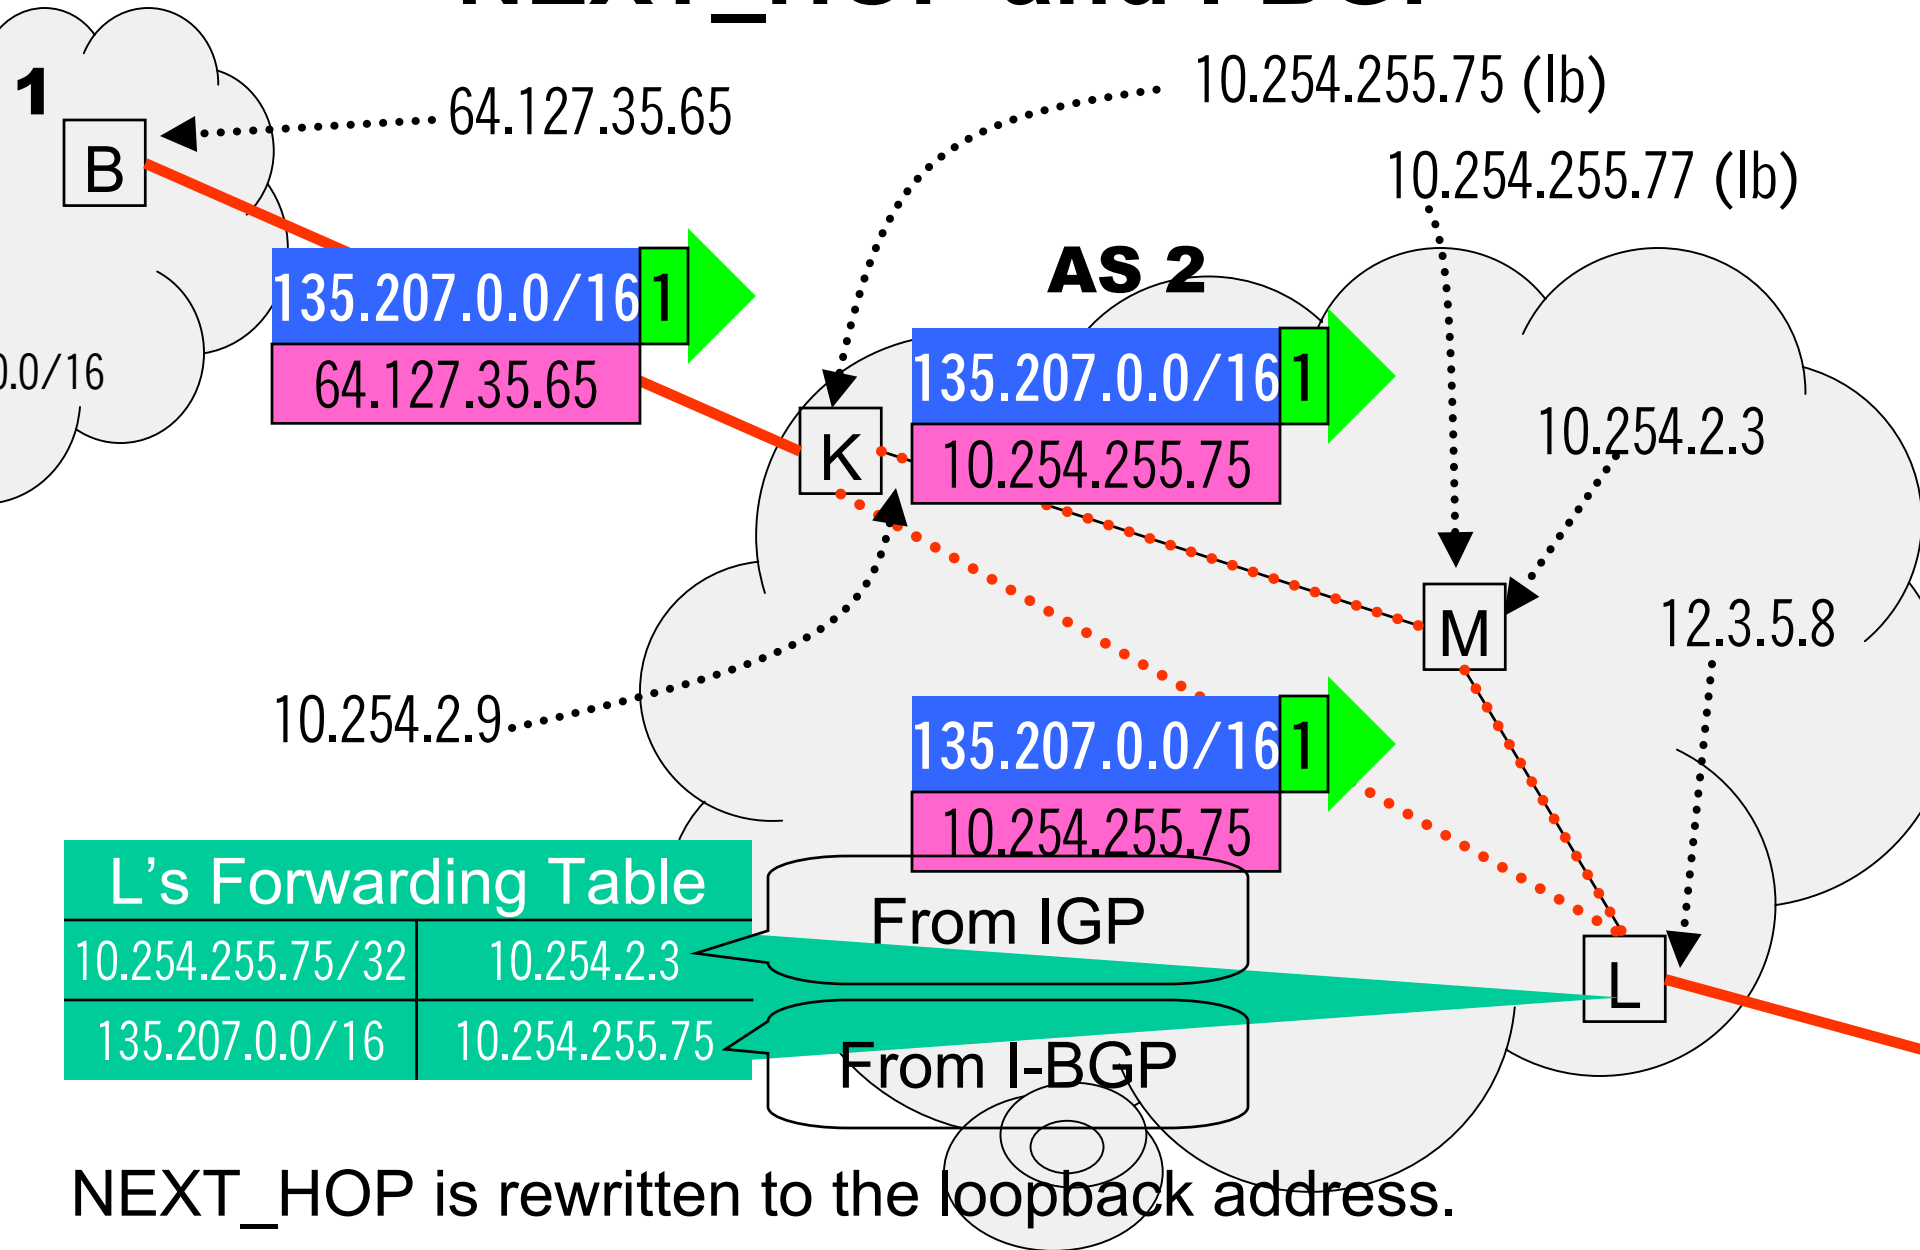 NEXT_HOP and I-BGP
1
B
64.127.35.65
10.254.255.75 (lb)
10.254.255.77 (lb)
AS 2
135.207.0.0/16 1
64.127.35.65
0.0/16
K
135.207.0.0/16 1
10.254.255.75
10.254.2.3
M
12.3.5.8
10.254.2.9
135.207.0.0/16 1
10.254.255.75
L's Forwarding Table
10.254.255.75/32 10.254.2.3
From IGP
135.207.0.0/16 10.254.255.75
From I-BGP
L
NEXT_HOP is rewritten to the loopback address.